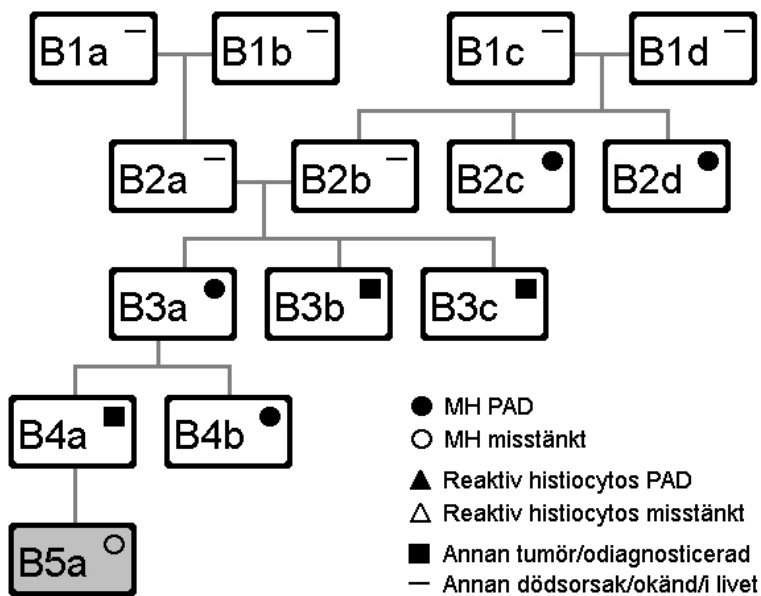 B1a B1b B1c B1d
B2a B2b B2c B2d
B3a B3b B3c
B4a B4b
MH PAD
MH misstänkt
Reaktiv histiocytos PAD
Reaktiv histiocytos misstänkt
Annan tumör/odiagnosticerad
Annan dödsorsak/okänd/i livet
B5a